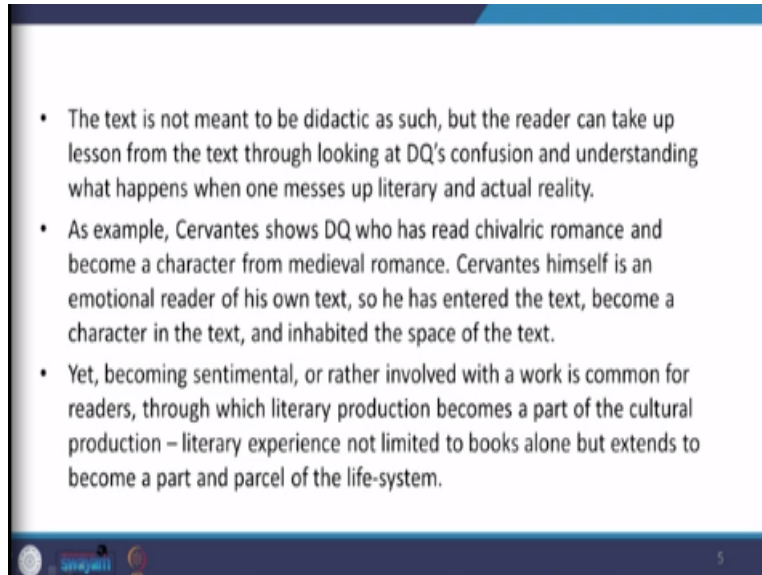 • The text is not meant to be didactic as such, but the reader can take up
lesson from the text through looking at DQ's confusion and understanding
what happens when one messes up literary and actual reality.
• As example, Cervantes shows DQ who has read chivalric romance and
become a character from medieval romance. Cervantes himself is an
emotional reader of his own text, so he has entered the text, become a
character in the text, and inhabited the space of the text.
• Yet, becoming sentimental, or rather involved with a work is common for
readers, through which literary production becomes a part of the cultural
production – literary experience not limited to books alone but extends to
become a part and parcel of the life-system.
swayam
5